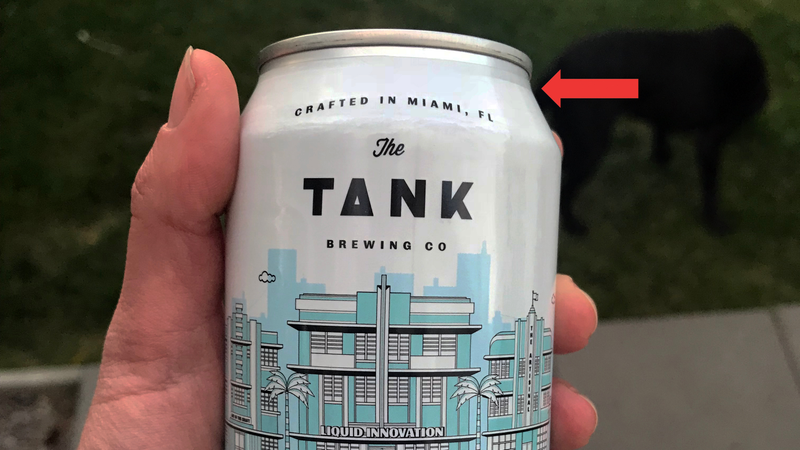 CRAFTED IN MIAMI, FL
The
TANK
BREWING CO
LIQUID INNOVATION